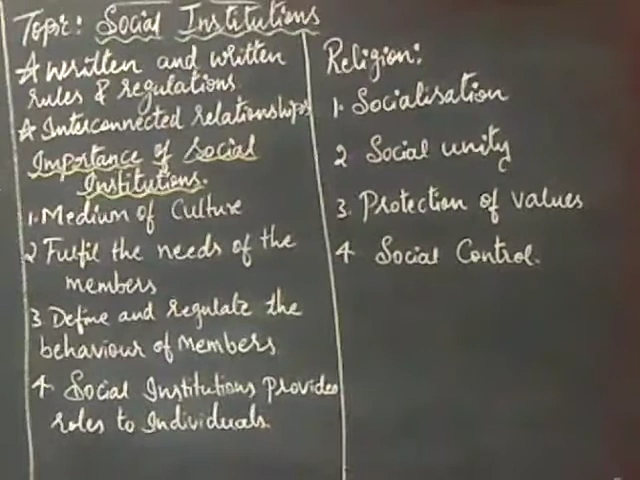 Topic: Social Institutions
☆ written and written
rules & regulations
☆ Interconnected relationships
Importance of Social
Institutions.
1. Medium of Culture
2 Fulfil the needs of the
members
3 Define and regulate the
behaviour of members
4. Social Institutions provides
roles to Individuals.
Religion:
1. Socialisation
2 Social unity
3. Protection of values
4 Social Control.